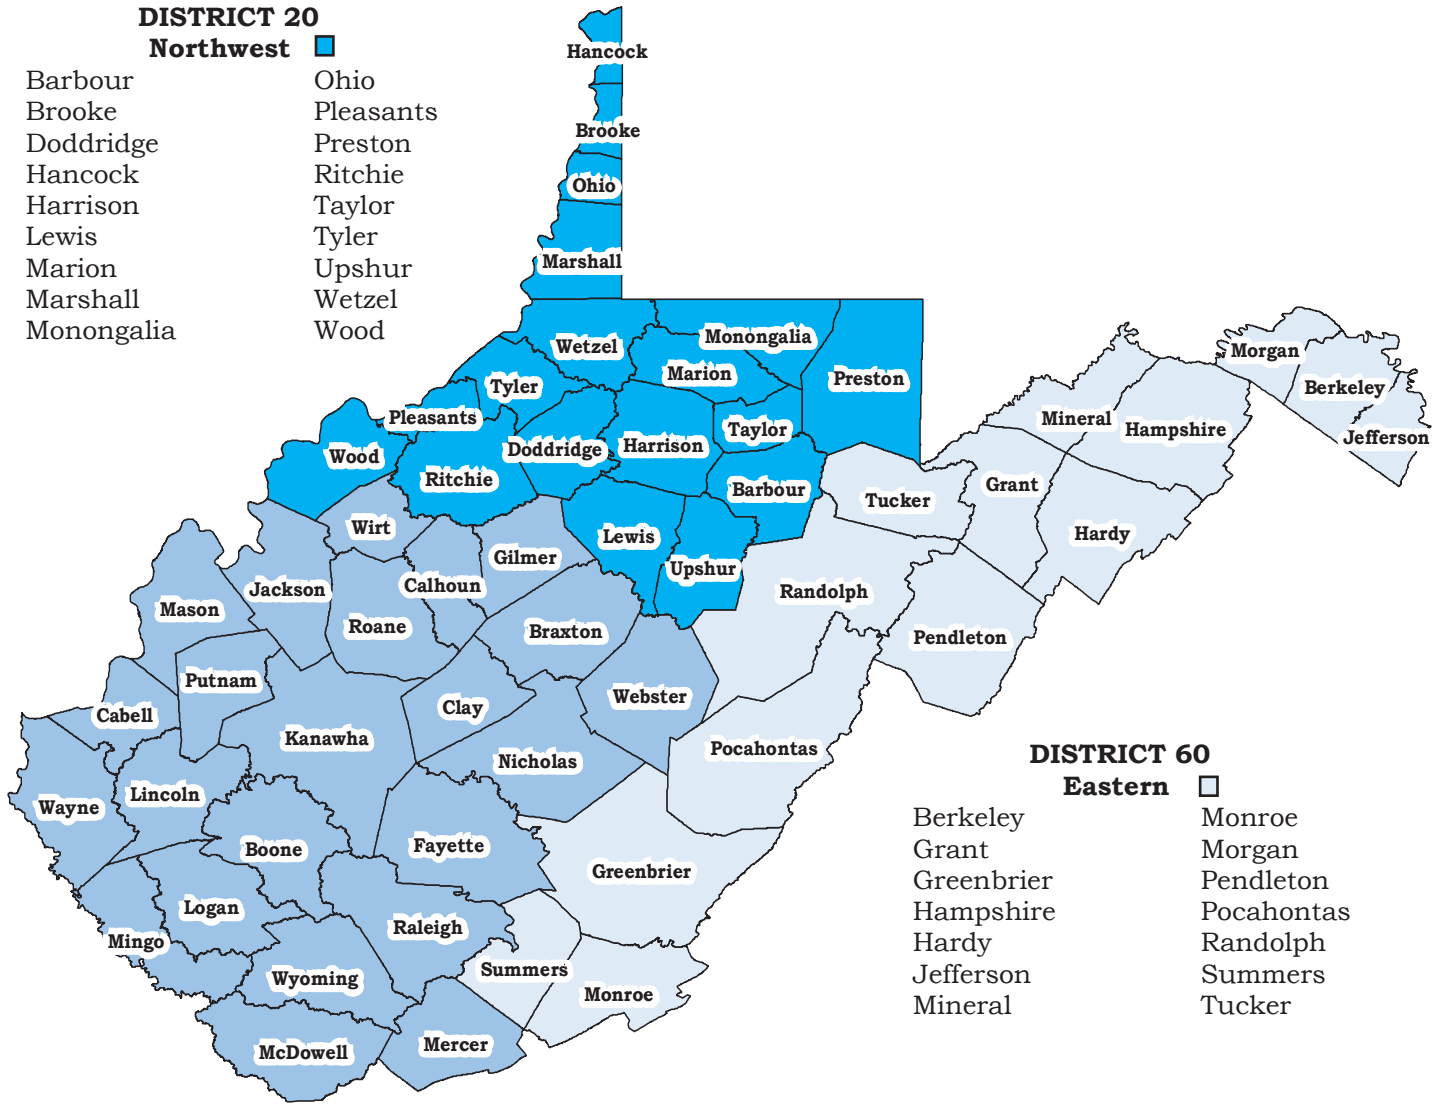 DISTRICT 20
Northwest
Barbour
Brooke
Doddridge
Hancock
Harrison
Lewis
Marion
Marshall
Monongalia
Ohio
Pleasants
Preston
Ritchie
Taylor
Tyler
Upshur
Wetzel
Wood
Hancock
Brooke
Ohio
Marshall
Wetzel
Monongalia
Marion
Preston
Tyler
Pleasants
Wood
Ritchie
Doddridge
Harrison
Taylor
Barbour
Lewis
Upshur
Morgan
Berkeley
Jefferson
Mineral
Hampshire
Grant
Hardy
Tucker
Randolph
Pendleton
Wirt
Gilmer
Calhoun
Jackson
Roane
Mason
Braxton
Putnam
Cabell
Clay
Webster
Kanawha
Nicholas
Pocahontas
Wayne
Lincoln
Boone
Fayette
Greenbrier
Logan
Raleigh
Mingo
Wyoming
Summers
Monroe
McDowell
Mercer
DISTRICT 60
Eastern
Berkeley
Grant
Greenbrier
Hampshire
Hardy
Jefferson
Mineral
Monroe
Morgan
Pendleton
Pocahontas
Randolph
Summers
Tucker